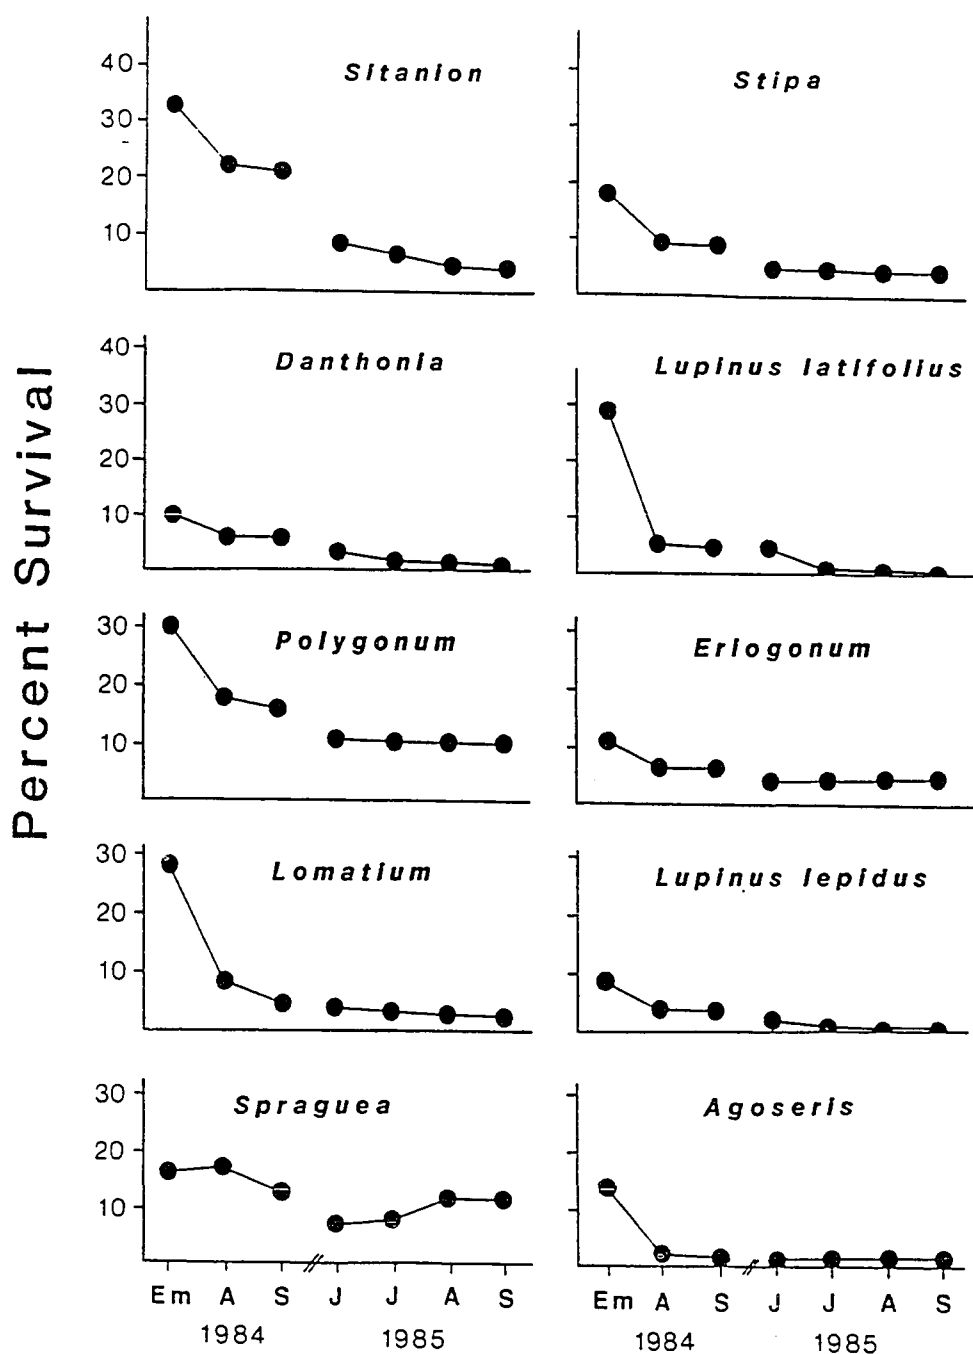 Percent Survival
Sitanion
40
30
20
10
Stipa
Danthonia
40
30
20
10
Lupinus latifolius
Polygonum
30
20
10
Eriogonum
Lomatium
30
20
10
Lupinus lepidus
Spraguea
30
20
10
Agoseris
Em A S J J A S
1984 1985
Em A S J J A S
1984 1985